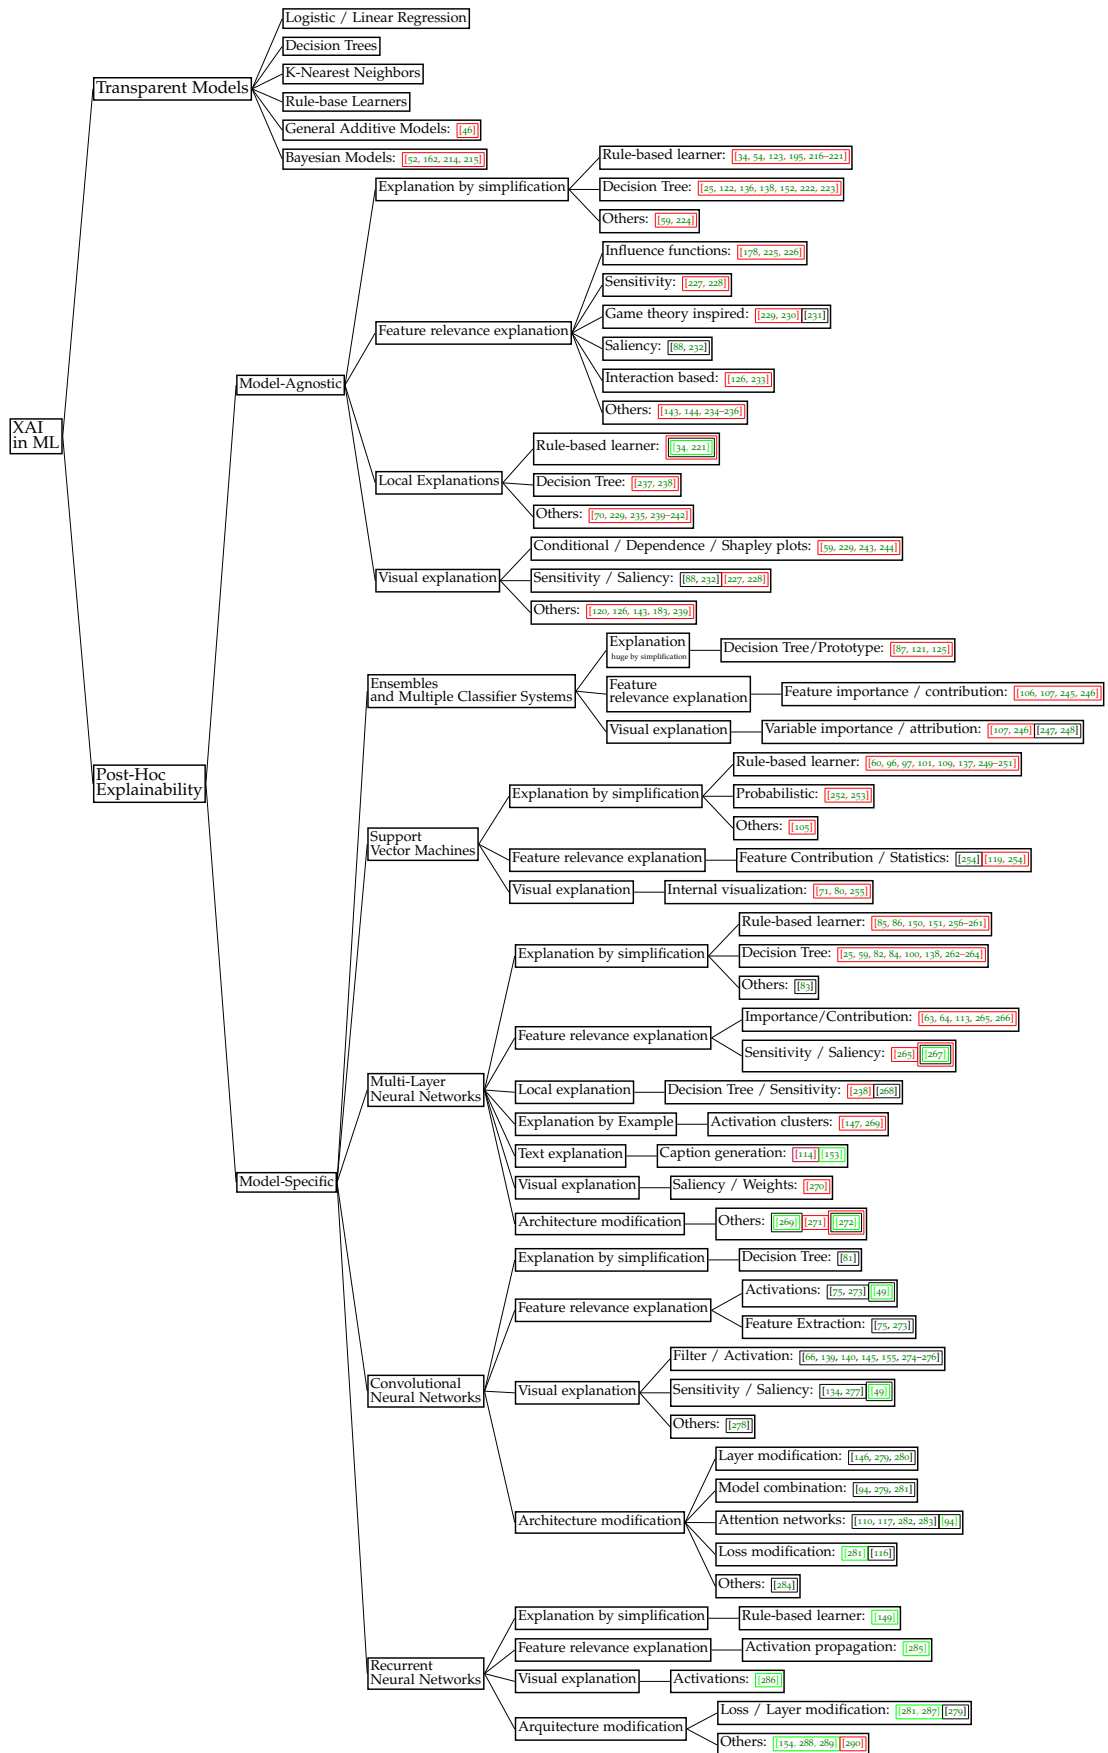 Logistic / Linear Regression
Decision Trees
K-Nearest Neighbors
Transparent Models
Rule-base Learners
General Additive Models: [46]
Bayesian Models: [52, 162, 214, 215]
Rule-based learner: [34, 54, 123, 195, 216–221]
Explanation by simplification
Decision Tree: [25, 122, 136, 138, 152, 222, 223]
Others: [59, 224]
Influence functions: [178, 225, 226]
Sensitivity: [227, 228]
Game theory inspired: [229, 230] [231]
Feature relevance explanation
Saliency: [88, 232]
Interaction based: [126, 233]
Others: [143, 144, 234–236]
Model-Agnostic
XAI
in ML
Rule-based learner: [34, 221]
Local Explanations
Decision Tree: [237, 238]
Others: [70, 229, 235, 239–242]
Conditional / Dependence / Shapley plots: [59, 229, 243, 244]
Visual explanation
Sensitivity / Saliency: [88, 232] [227, 228]
Others: [120, 126, 143, 183, 239]
Post-Hoc
Explainability
Explanation
huge by simplification
Decision Tree/Prototype: [87, 121, 125]
Ensembles
and Multiple Classifier Systems
Feature
relevance explanation
Feature importance / contribution: [106, 107, 245, 246]
Visual explanation
Variable importance / attribution: [107, 246] [247, 248]
Rule-based learner: [60, 96, 97, 101, 109, 137, 249–251]
Explanation by simplification
Probabilistic: [252, 253]
Others: [105]
Support
Vector Machines
Feature relevance explanation
Feature Contribution / Statistics: [254] [119, 254]
Visual explanation
Internal visualization: [71, 80, 255]
Rule-based learner: [85, 86, 150, 151, 256–261]
Explanation by simplification
Decision Tree: [25, 59, 82, 84, 100, 138, 262–264]
Others: [83]
Importance/Contribution: [63, 64, 113, 265, 266]
Feature relevance explanation
Sensitivity / Saliency: [265] [267]
Multi-Layer
Neural Networks
Local explanation
Decision Tree / Sensitivity: [238] [268]
Explanation by Example
Activation clusters: [147, 269]
Text explanation
Caption generation: [114] [153]
Visual explanation
Saliency / Weights: [270]
Model-Specific
Architecture modification
Others: [269] [271] [272]
Explanation by simplification
Decision Tree: [81]
Activations: [75, 273] [49]
Feature relevance explanation
Feature Extraction: [75, 273]
Filter / Activation: [66, 139, 140, 145, 155, 274–276]
Convolutional
Neural Networks
Visual explanation
Sensitivity / Saliency: [134, 277] [49]
Others: [278]
Layer modification: [146, 279, 280]
Model combination: [94, 279, 281]
Architecture modification
Attention networks: [110, 117, 282, 283] [94]
Loss modification: [281] [116]
Others: [284]
Explanation by simplification
Rule-based learner: [149]
Feature relevance explanation
Activation propagation: [285]
Recurrent
Neural Networks
Visual explanation
Activations: [286]
Loss / Layer modification: [281, 287] [279]
Arquitecture modification
Others: [154, 288, 289] [290]